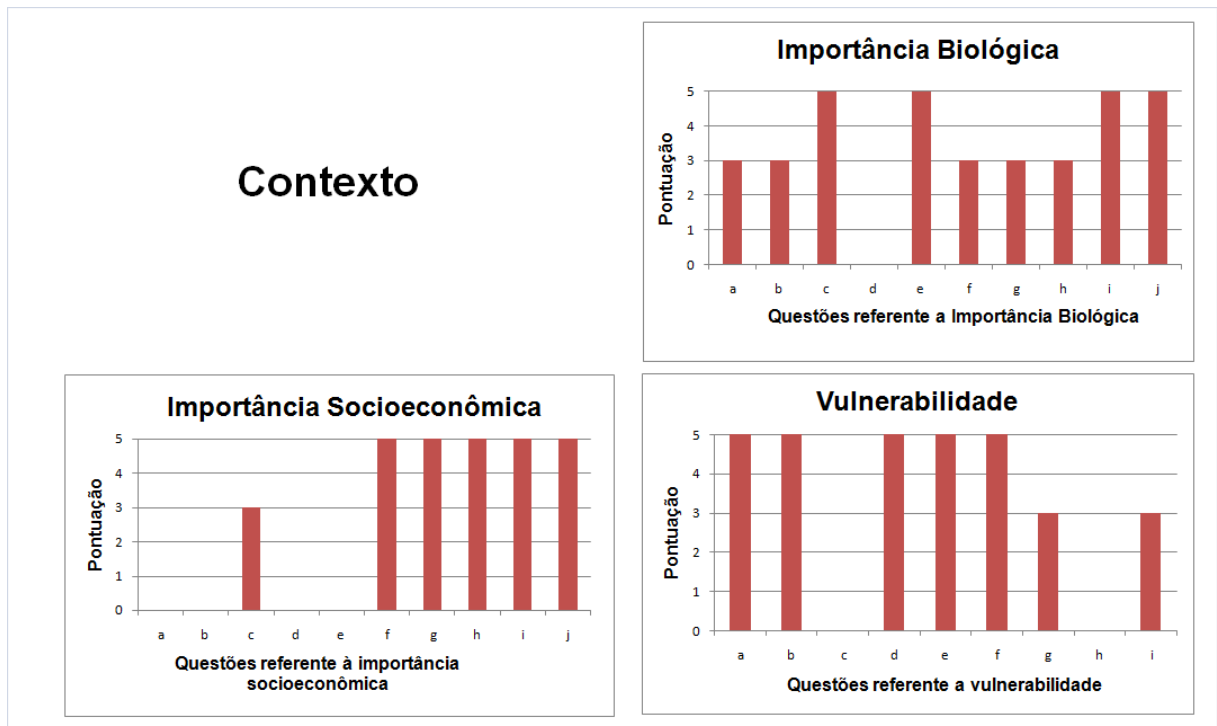 Contexto
Importância Biológica
Pontuação
5
4
3
2
1
0
a b c d e f g h i j
Questões referente a Importância Biológica
Importância Socioeconômica
Pontuação
5
4
3
2
1
0
a b c d e f g h i j
Questões referente à importância
socioeconômica
Vulnerabilidade
Pontuação
5
4
3
2
1
0
a b c d e f g h i
Questões referente a vulnerabilidade